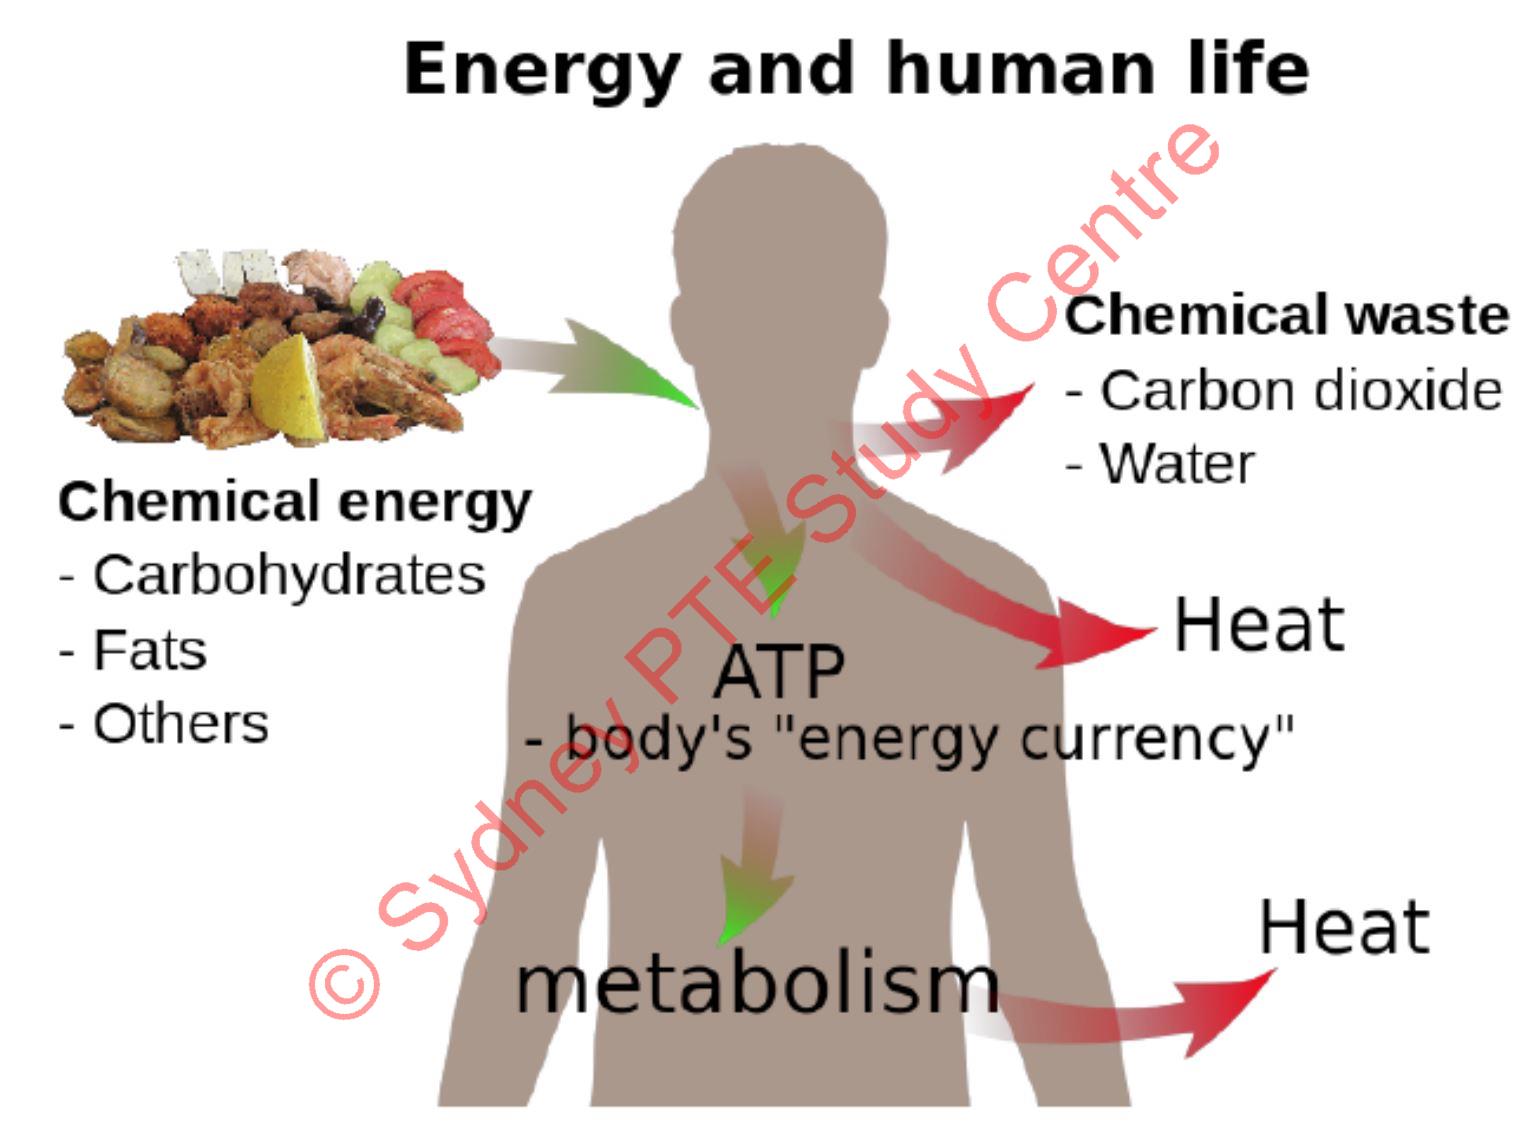 Energy and human life
Chemical energy
- Carbohydrates
- Fats
- Others
Chemical waste
- Carbon dioxide
- Water
Heat
ATP
- body's "energy currency"
metabolism
Heat
© Sydney PTE Study Centre